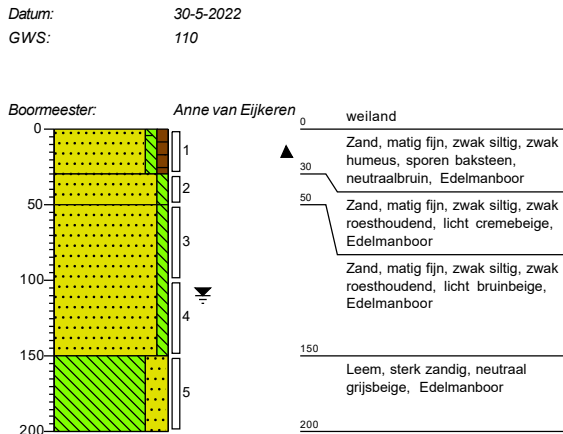 Datum: 30-5-2022
GWS: 110
Boormeester: Anne van Eijkeren
0
50
100
150
200
1
2
3
4
5
0 weiland
Zand, matig fijn, zwak siltig, zwak
humeus, sporen baksteen,
neutraalbruin, Edelmanboor
30
Zand, matig fijn, zwak siltig, zwak
roesthoudend, licht cremebeige,
Edelmanboor
50
Zand, matig fijn, zwak siltig, zwak
roesthoudend, licht bruinbeige,
Edelmanboor
150
Leem, sterk zandig, neutraal
grijsbeige, Edelmanboor
200